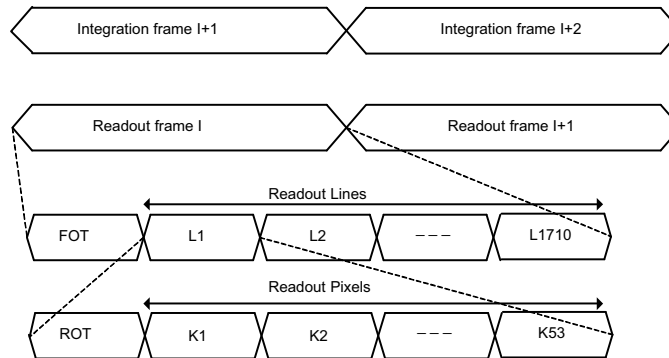 Integration frame I+1 Integration frame I+2
Readout frame I Readout frame I+1
Readout Lines
FOT L1 L2 --- L1710
Readout Pixels
ROT K1 K2 --- K53